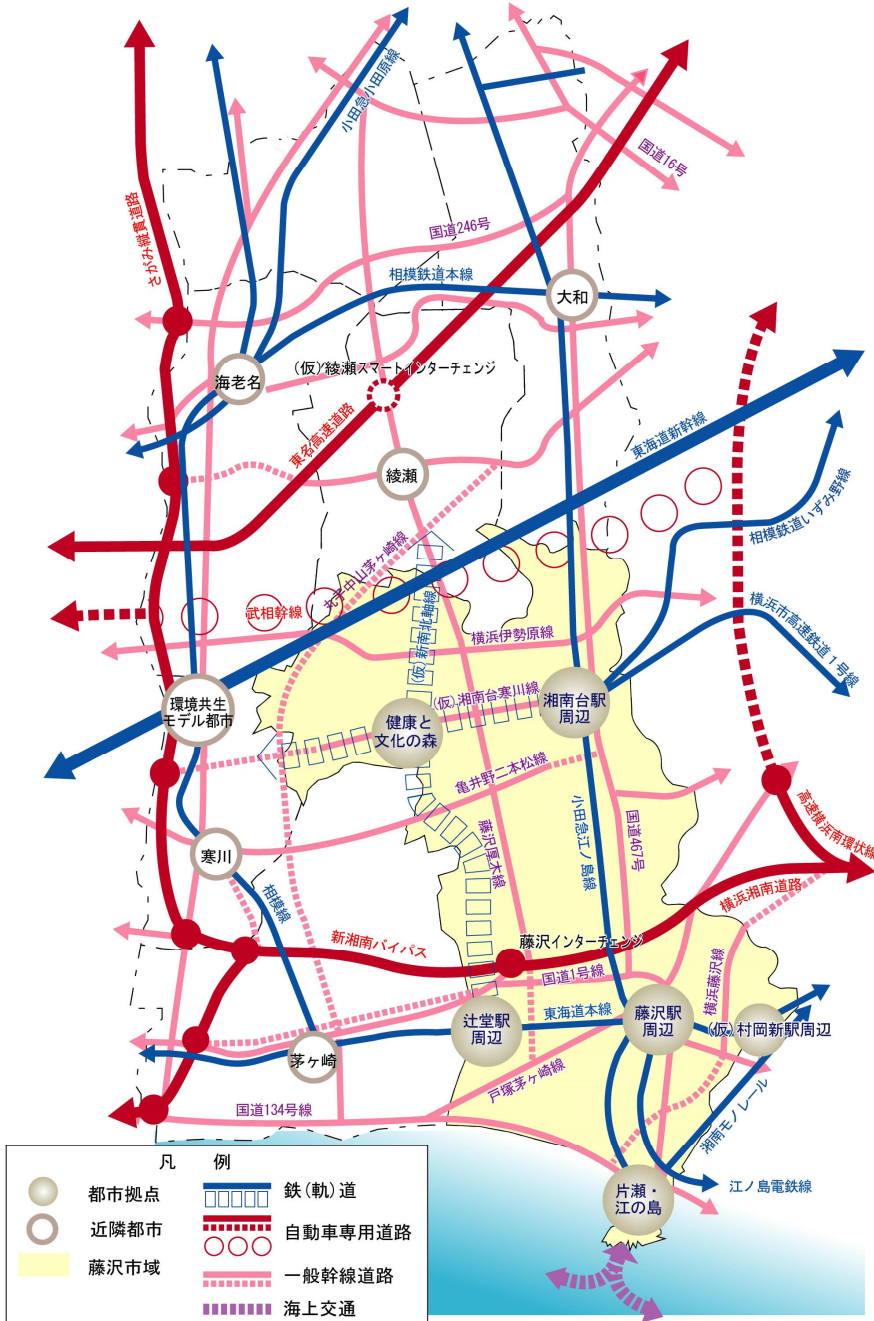 小田急小田原線
国道16号
さがみ縦貫道路
国道246号
相模鉄道本線
大和
海老名
(仮)綾瀬スマートインターチェンジ
東名高速道路
綾瀬
東海道新幹線
相模鉄道いずみ野線
丸子中山茅ヶ崎線
武相幹線
(仮)新南北軸線
横浜伊勢原線
横浜市高速鉄道1号線
環境共生
モデル都市
健康と
文化の森
(仮)湘南台寒川線
湘南台駅
周辺
亀井野二本松線
藤沢厚木線
小田急江ノ島線
国道467号
高速横浜南環状線
寒川
相模線
新湘南バイパス
藤沢インターチェンジ
横浜湘南道路
国道1号線
横浜藤沢線
辻堂駅
周辺
東海道本線
藤沢駅
周辺
(仮)村岡新駅周辺
茅ヶ崎
戸塚茅ヶ崎線
国道134号線
湘南モノレール
江ノ島電鉄線
片瀬・
江の島
凡 例
都市拠点
近隣都市
藤沢市域
鉄(軌)道
自動車専用道路
一般幹線道路
海上交通